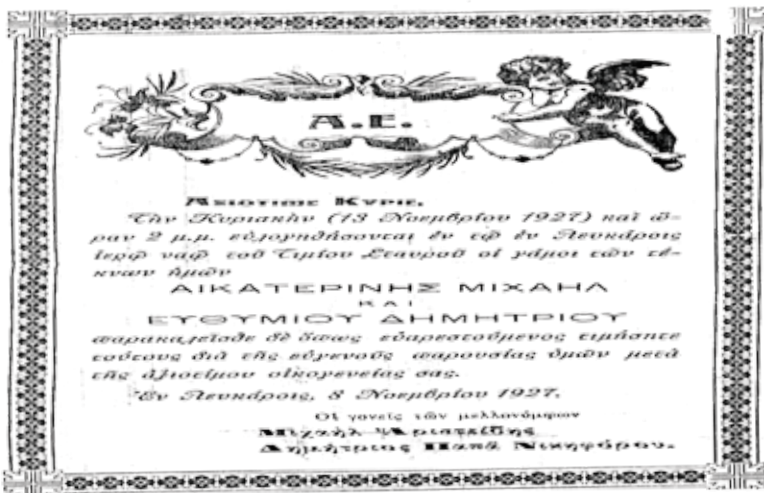 Α.Ε.
Ἀξιότιμε Κύριε,
Τὴν Κυριακὴν (13 Νοεμβρίου 1927) καὶ ὥ-
ραν 2 μ.μ. εὐλογηθήσονται ἐν τῷ ἐν Λευκάροις
ἱερῷ ναῷ τοῦ Τιμίου Σταυροῦ οἱ γάμοι τῶν τέ-
κνων ἡμῶν
ΑΙΚΑΤΕΡΙΝΗΣ ΜΙΧΑΗΛ
ΚΑΙ
ΕΥΘΥΜΙΟΥ ΔΗΜΗΤΡΙΟΥ
παρακαλεῖσθε δὲ ὅπως εὐαρεστούμενος τιμήσητε
τούτους διὰ τῆς εὐγενοῦς παρουσίας ὑμῶν μετὰ
τῆς ἀξιοτίμου οἰκογενείας σας.
Ἐν Λευκάροις, 8 Νοεμβρίου 1927.
Οἱ γονεῖς τῶν μελλονύμφων
Μιχαὴλ Ἀριστείδης
Δημήτριος Παπᾶ Νικηφόρου.